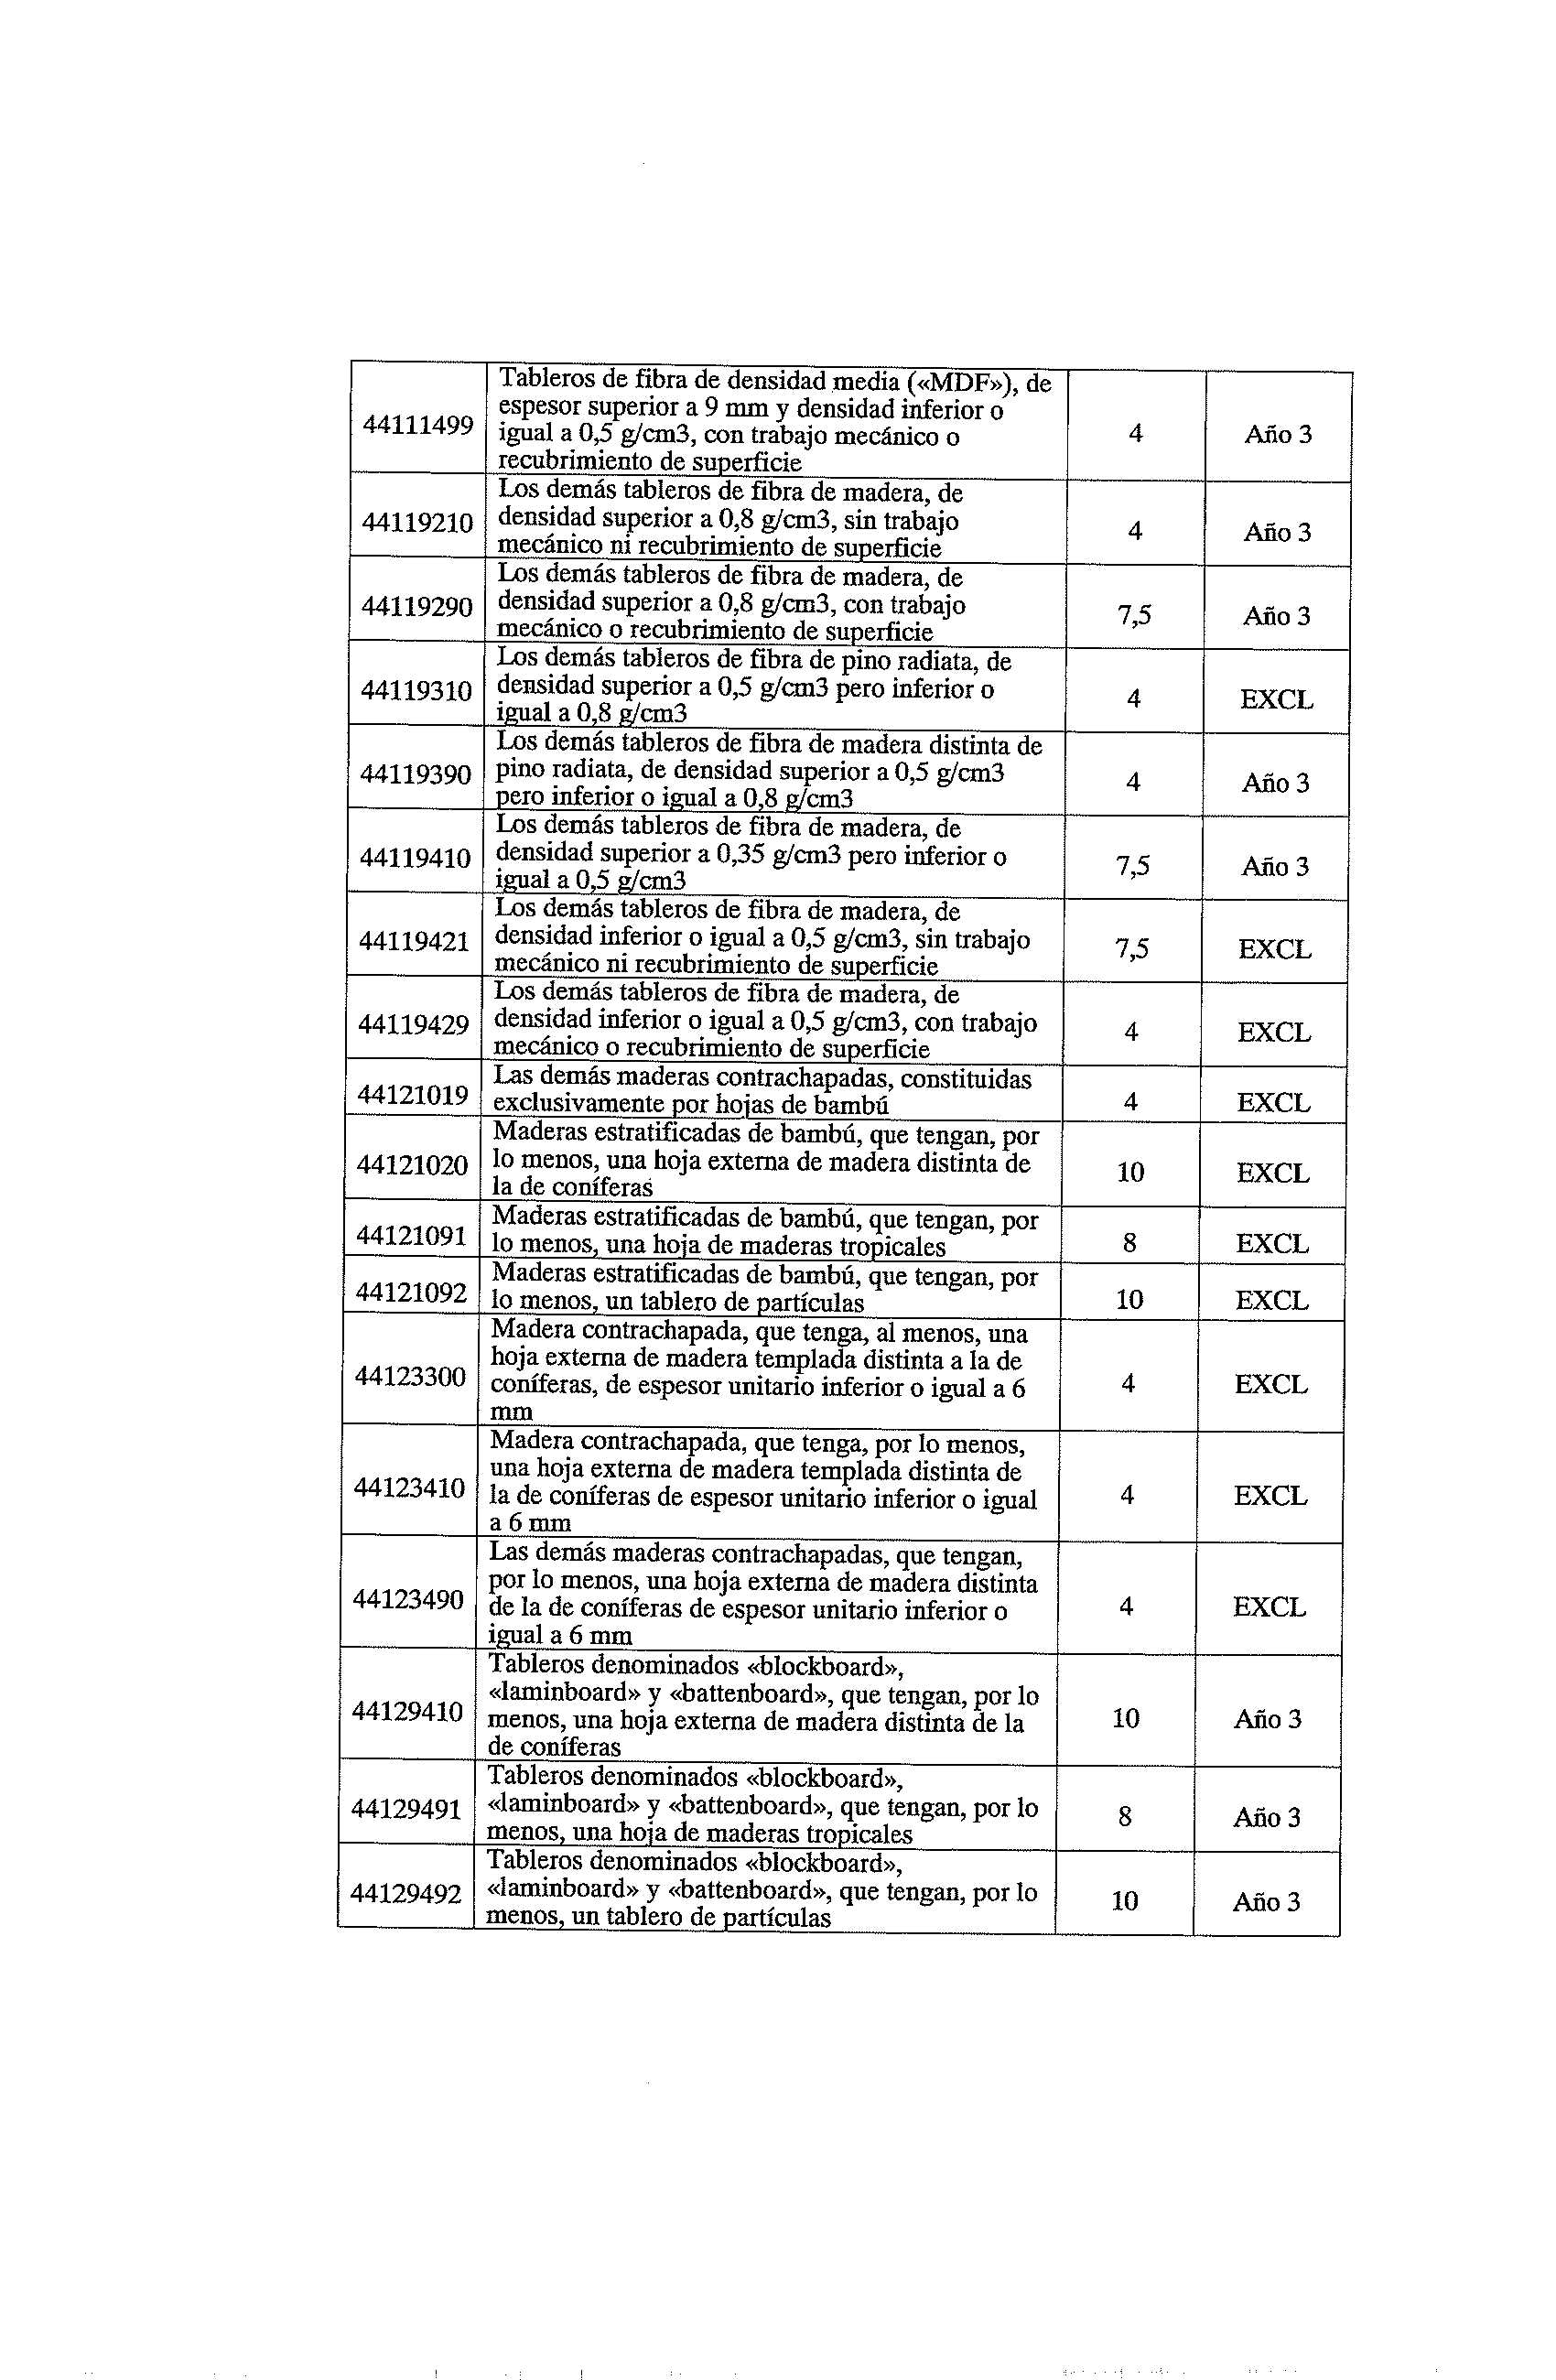 Tableros de fibra de densidad media («MDF»), de
espesor superior a 9 mm y densidad inferior o
44111499 igual a 0,5 g/cm3, con trabajo mecánico o 4 Año 3
recubrimiento de superficie
Los demás tableros de fibra de madera, de
44119210 densidad superior a 0,8 g/cm3, sin trabajo 4 Año 3
mecánico ni recubrimiento de superficie
Los demás tableros de fibra de madera, de
44119290 densidad superior a 0,8 g/cm3, con trabajo 7,5 Año 3
mecánico o recubrimiento de superficie
Los demás tableros de fibra de pino radiata, de
44119310 densidad superior a 0,5 g/cm3 pero inferior o 4 EXCL
igual a 0,8 g/cm3
Los demás tableros de fibra de madera distinta de
44119390 pino radiata, de densidad superior a 0,5 g/cm3 4 Año 3
pero inferior o igual a 0,8 g/cm3
Los demás tableros de fibra de madera, de
44119410 densidad superior a 0,35 g/cm3 pero inferior o 7,5 Año 3
igual a 0,5 g/cm3
Los demás tableros de fibra de madera, de
44119421 densidad inferior o igual a 0,5 g/cm3, sin trabajo 7,5 EXCL
mecánico ni recubrimiento de superficie
Los demás tableros de fibra de madera, de
44119429 densidad inferior o igual a 0,5 g/cm3, con trabajo 4 EXCL
mecánico o recubrimiento de superficie
Las demás maderas contrachapadas, constituidas
44121019 exclusivamente por hojas de bambú 4 EXCL
Maderas estratificadas de bambú, que tengan, por
44121020 lo menos, una hoja externa de madera distinta de 10 EXCL
la de coníferas
Maderas estratificadas de bambú, que tengan, por
44121091 lo menos, una hoja de maderas tropicales 8 EXCL
Maderas estratificadas de bambú, que tengan, por
44121092 lo menos, un tablero de partículas 10 EXCL
Madera contrachapada, que tenga, al menos, una
hoja externa de madera templada distinta a la de
44123300 coníferas, de espesor unitario inferior o igual a 6 4 EXCL
mm
Madera contrachapada, que tenga, por lo menos,
una hoja externa de madera templada distinta de
44123410 la de coníferas de espesor unitario inferior o igual 4 EXCL
a 6 mm
Las demás maderas contrachapadas, que tengan,
por lo menos, una hoja externa de madera distinta
44123490 de la de coníferas de espesor unitario inferior o 4 EXCL
igual a 6 mm
Tableros denominados «blockboard»,
«laminboard» y «battenboard», que tengan, por lo
44129410 menos, una hoja externa de madera distinta de la 10 Año 3
de coníferas
Tableros denominados «blockboard»,
44129491 «laminboard» y «battenboard», que tengan, por lo 8 Año 3
menos, una hoja de maderas tropicales
Tableros denominados «blockboard»,
44129492 «laminboard» y «battenboard», que tengan, por lo 10 Año 3
menos, un tablero de partículas